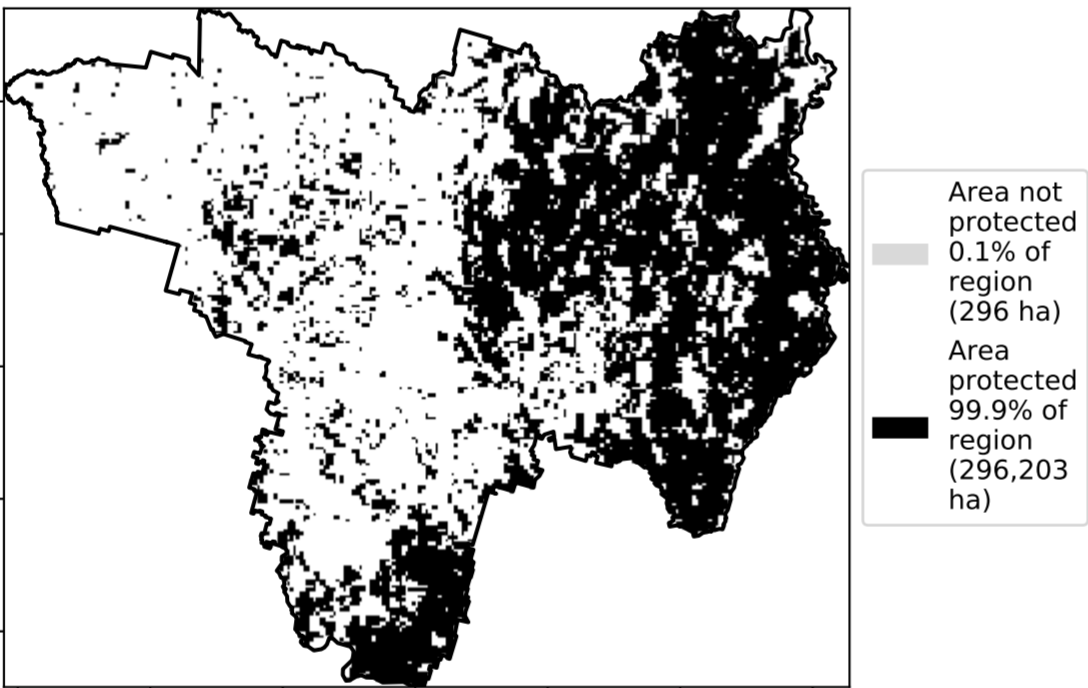 Area not
protected
0.1% of
region
(296 ha)
Area
protected
99.9% of
region
(296,203
ha)